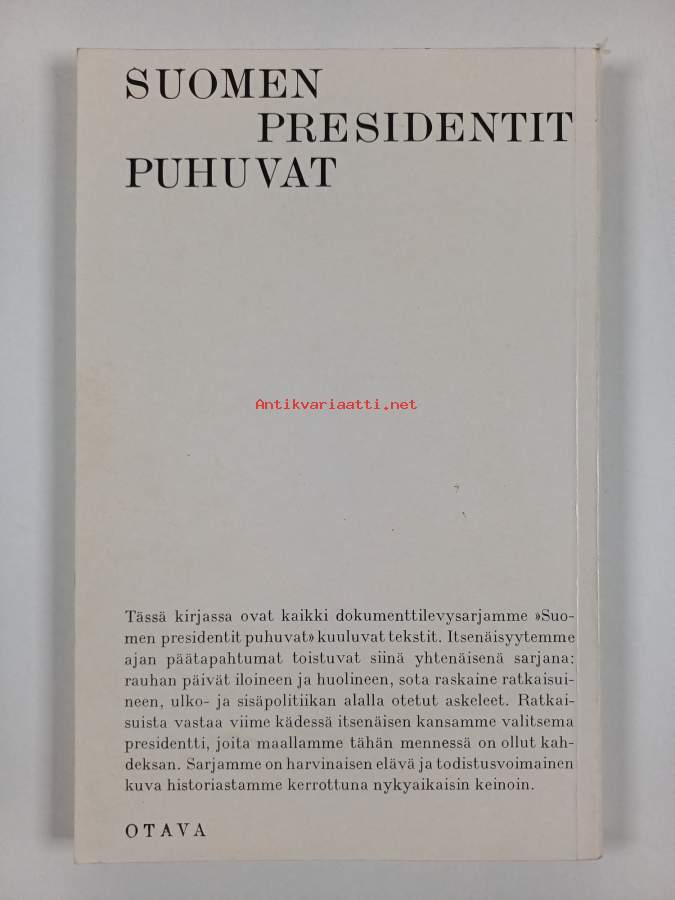 SUOMEN
PRESIDENTIT
PUHUVAT
Antikvariaatti.net
Tässä kirjassa ovat kaikki dokumenttilevysarjamme »Suo-
men presidentit puhuvat» kuuluvat tekstit. Itsenäisyytemme
ajan päätapahtumat toistuvat siinä yhtenäisenä sarjana:
rauhan päivät iloineen ja huolineen, sota raskaine ratkaisui-
neen, ulko- ja sisäpolitiikan alalla otetut askeleet. Ratkai-
suista vastaa viime kädessä itsenäisen kansamme valitsema
presidentti, joita maallamme tähän mennessä on ollut kah-
deksan. Sarjamme on harvinaisen elävä ja todistusvoimainen
kuva historiastamme kerrottuna nykyaikaisin keinoin.
OTAVA